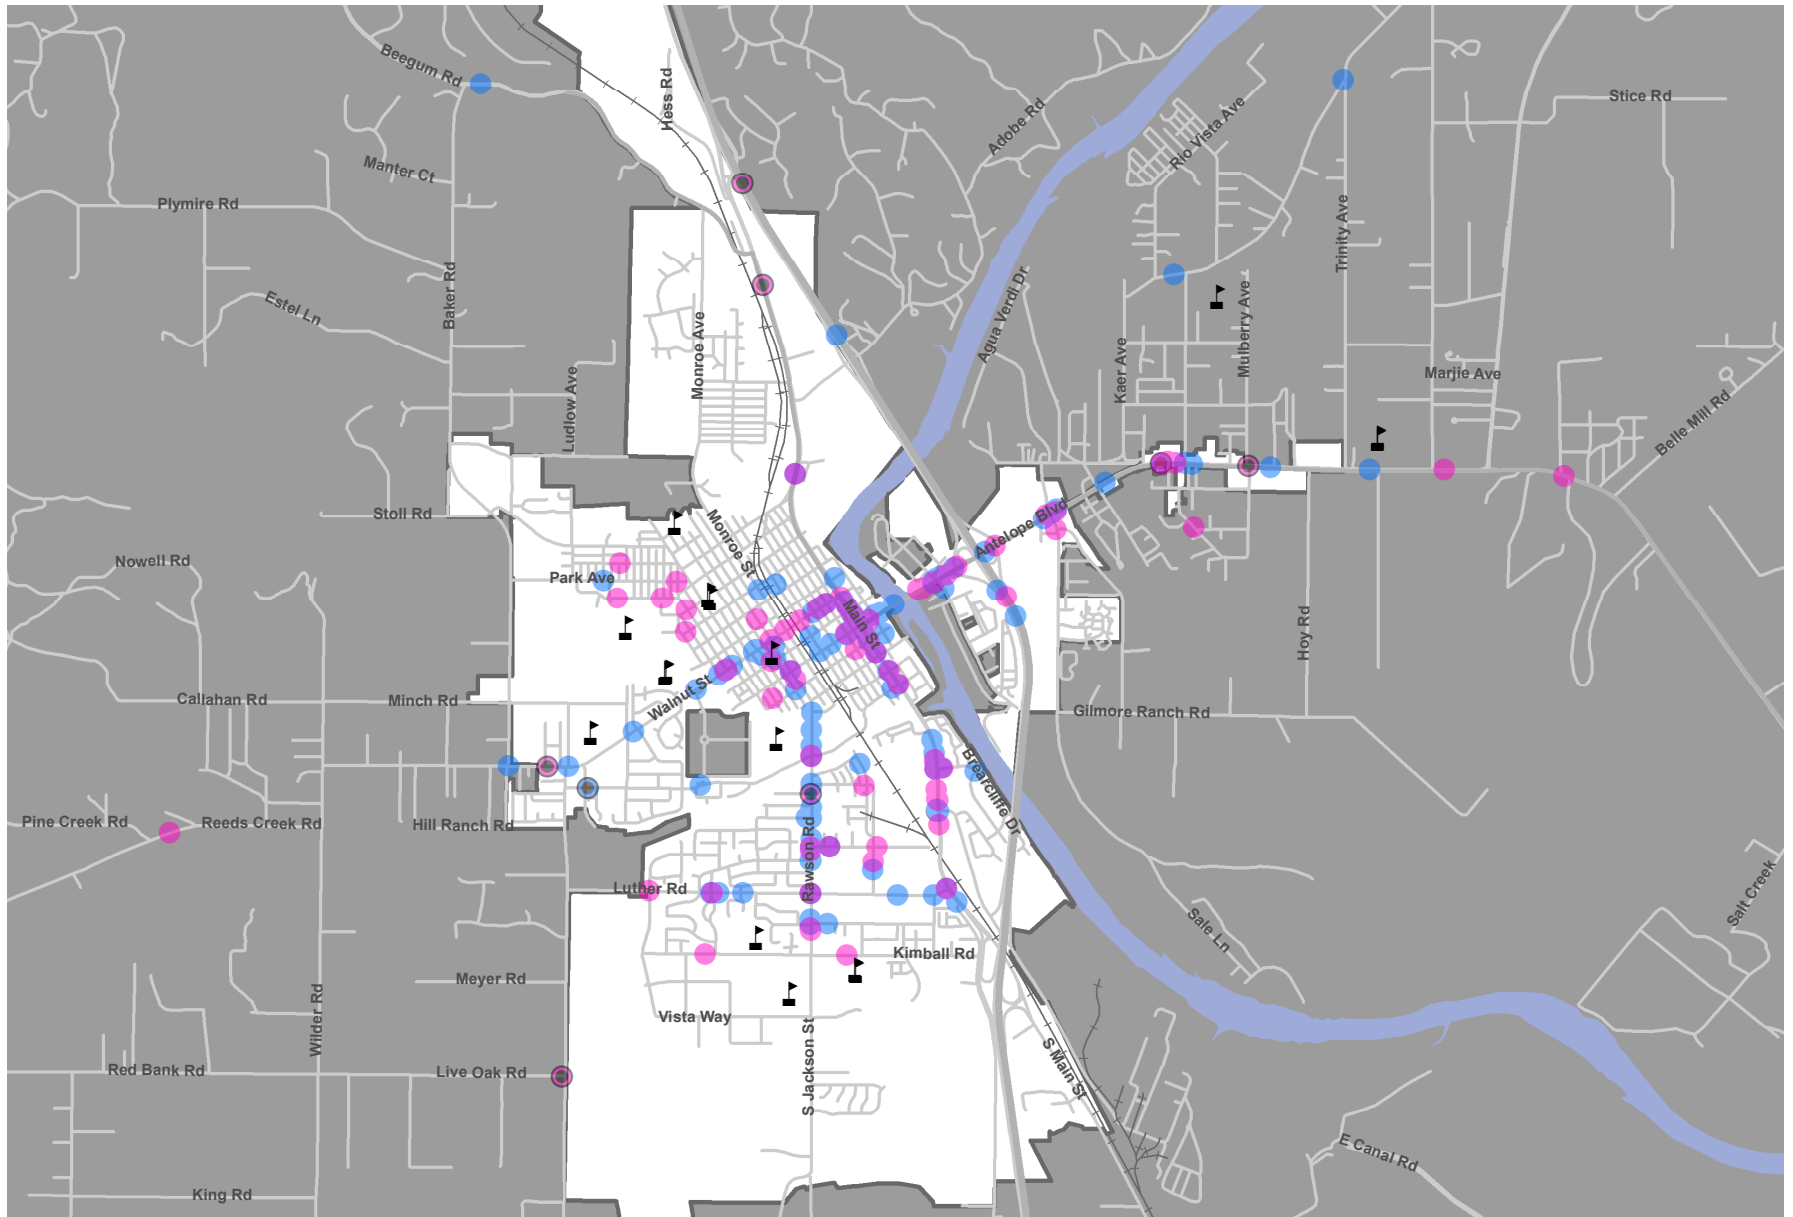 Beegum Rd
Hess Rd
Adobe Rd
Rio Vista Ave
Stice Rd
Manter Ct
Plymire Rd
Trinity Ave
Baker Rd
Estel Ln
Agua Verdi Dr
Mulberry Ave
Monroe Ave
Kaer Ave
Marjie Ave
Ludlow Ave
Belle Mill Rd
Stoll Rd
Monroe St
Antelope Blvd
Nowell Rd
Park Ave
Main St
Hoy Rd
Callahan Rd
Minch Rd
Walnut St
Gilmore Ranch Rd
Brearcliffe Dr
Pine Creek Rd
Reeds Creek Rd
Hill Ranch Rd
Rawson Rd
Luther Rd
Salt Creek
Sale Ln
Kimball Rd
Meyer Rd
Wilder Rd
Vista Way
S Jackson St
S Main St
Red Bank Rd
Live Oak Rd
E Canal Rd
King Rd